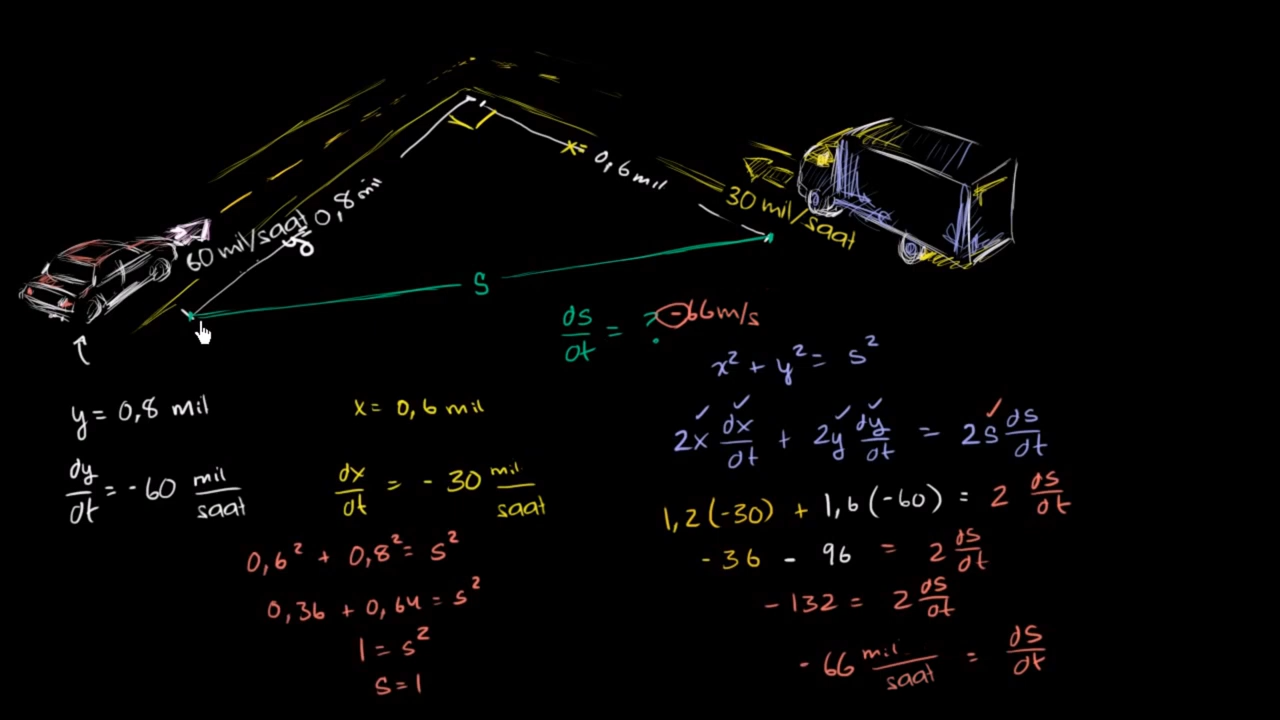 x = 0,6 mil
60 mil/saat
y = 0,8 mil
30 mil/saat
S
ds/dt = ? -66 m/s
x² + y² = s²
y = 0,8 mil
x = 0,6 mil
2x dx/dt + 2y dy/dt = 2s ds/dt
dy/dt = -60 mil/saat
dx/dt = -30 mil/saat
1,2(-30) + 1,6(-60) = 2 ds/dt
0,6² + 0,8² = s²
-36 - 96 = 2 ds/dt
0,36 + 0,64 = s²
-132 = 2 ds/dt
1 = s²
-66 mil/saat = ds/dt
s = 1